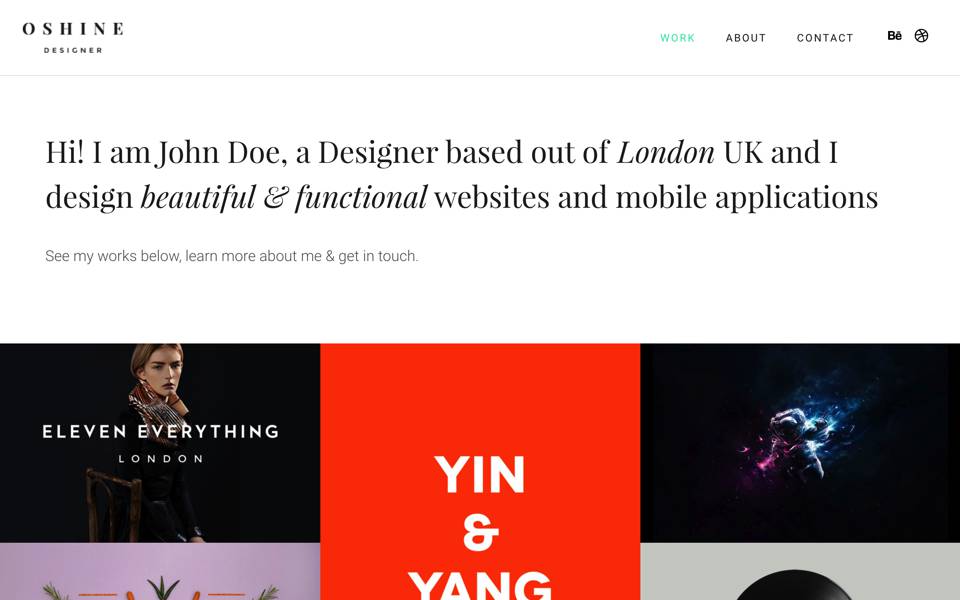 OSHINE
DESIGNER
WORK ABOUT CONTACT Bē
Hi! I am John Doe, a Designer based out of London UK and I
design beautiful & functional websites and mobile applications
See my works below, learn more about me & get in touch.
ELEVEN EVERYTHING
LONDON
YIN
&
YANG